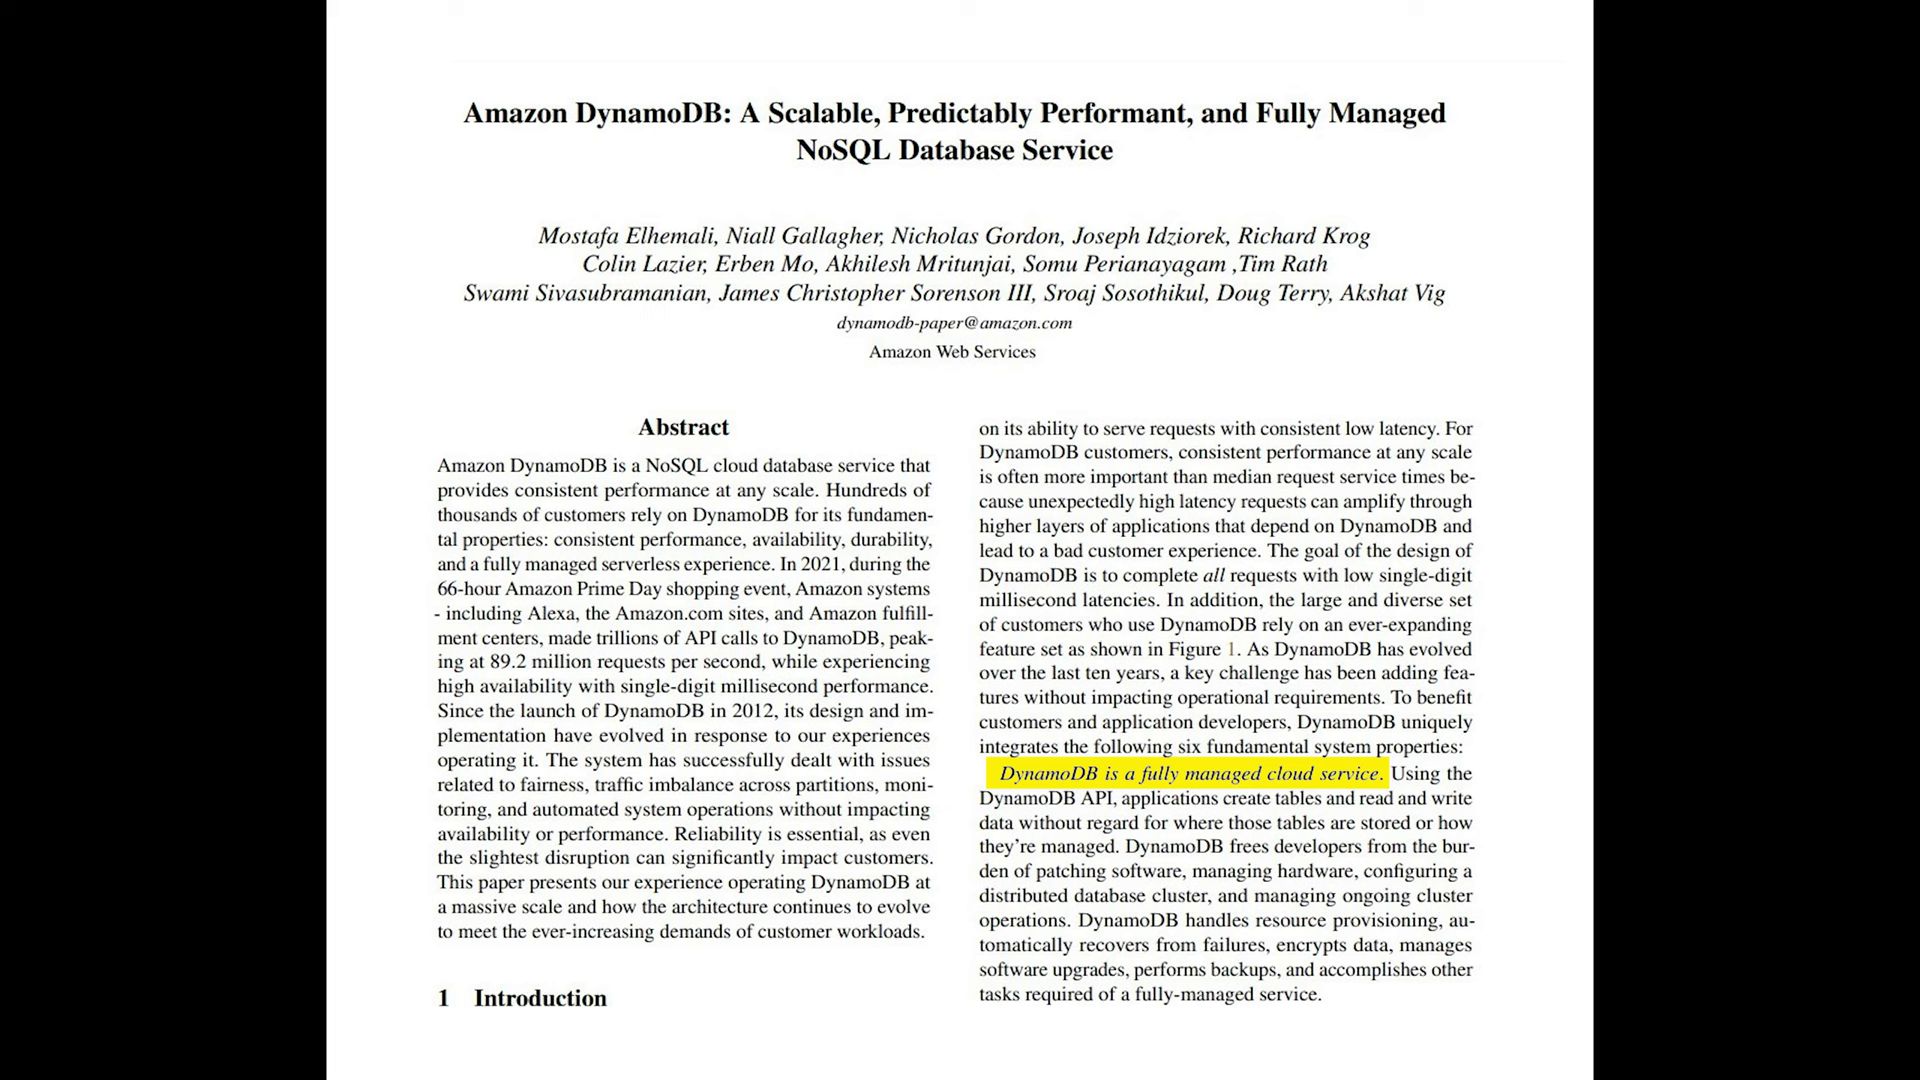 Amazon DynamoDB: A Scalable, Predictably Performant, and Fully Managed
NoSQL Database Service
Mostafa Elhemali, Niall Gallagher, Nicholas Gordon, Joseph Idziorek, Richard Krog
Colin Lazier, Erben Mo, Akhilesh Mritunjai, Somu Perianayagam ,Tim Rath
Swami Sivasubramanian, James Christopher Sorenson III, Sroaj Sosothikul, Doug Terry, Akshat Vig
dynamodb-paper@amazon.com
Amazon Web Services
Abstract
Amazon DynamoDB is a NoSQL cloud database service that
provides consistent performance at any scale. Hundreds of
thousands of customers rely on DynamoDB for its fundamen-
tal properties: consistent performance, availability, durability,
and a fully managed serverless experience. In 2021, during the
66-hour Amazon Prime Day shopping event, Amazon systems
- including Alexa, the Amazon.com sites, and Amazon fulfill-
ment centers, made trillions of API calls to DynamoDB, peak-
ing at 89.2 million requests per second, while experiencing
high availability with single-digit millisecond performance.
Since the launch of DynamoDB in 2012, its design and im-
plementation have evolved in response to our experiences
operating it. The system has successfully dealt with issues
related to fairness, traffic imbalance across partitions, moni-
toring, and automated system operations without impacting
availability or performance. Reliability is essential, as even
the slightest disruption can significantly impact customers.
This paper presents our experience operating DynamoDB at
a massive scale and how the architecture continues to evolve
to meet the ever-increasing demands of customer workloads.
1 Introduction
on its ability to serve requests with consistent low latency. For
DynamoDB customers, consistent performance at any scale
is often more important than median request service times be-
cause unexpectedly high latency requests can amplify through
higher layers of applications that depend on DynamoDB and
lead to a bad customer experience. The goal of the design of
DynamoDB is to complete all requests with low single-digit
millisecond latencies. In addition, the large and diverse set
of customers who use DynamoDB rely on an ever-expanding
feature set as shown in Figure 1. As DynamoDB has evolved
over the last ten years, a key challenge has been adding fea-
tures without impacting operational requirements. To benefit
customers and application developers, DynamoDB uniquely
integrates the following six fundamental system properties:
DynamoDB is a fully managed cloud service. Using the
DynamoDB API, applications create tables and read and write
data without regard for where those tables are stored or how
they're managed. DynamoDB frees developers from the bur-
den of patching software, managing hardware, configuring a
distributed database cluster, and managing ongoing cluster
operations. DynamoDB handles resource provisioning, au-
tomatically recovers from failures, encrypts data, manages
software upgrades, performs backups, and accomplishes other
tasks required of a fully-managed service.